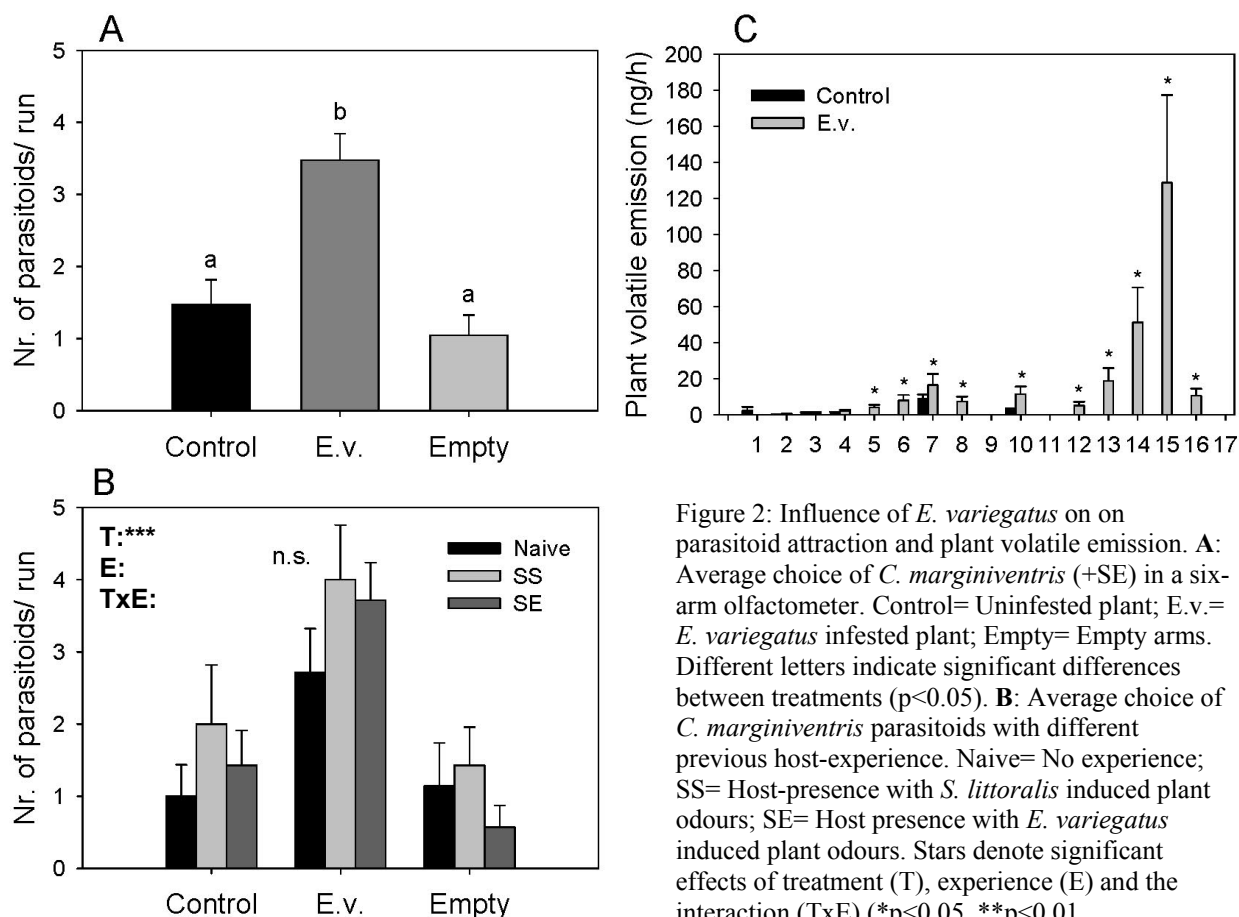 A
Nr. of parasitoids/ run
5
4
3
2
1
0
a
b
a
Control
E.v.
Empty
B
Nr. of parasitoids/ run
5
4
3
2
1
0
T:***
E:
TxE:
n.s.
Naive
SS
SE
Control
E.v.
Empty
C
Plant volatile emission (ng/h)
200
180
160
140
120
100
80
60
40
20
0
Control
E.v.
* * * * * * * * * *
1 2 3 4 5 6 7 8 9 10 11 12 13 14 15 16 17
Figure 2: Influence of E. variegatus on on
parasitoid attraction and plant volatile emission. A:
Average choice of C. marginiventris (+SE) in a six-
arm olfactometer. Control= Uninfested plant; E.v.=
E. variegatus infested plant; Empty= Empty arms.
Different letters indicate significant differences
between treatments (p<0.05). B: Average choice of
C. marginiventris parasitoids with different
previous host-experience. Naive= No experience;
SS= Host-presence with S. littoralis induced plant
odours; SE= Host presence with E. variegatus
induced plant odours. Stars denote significant
effects of treatment (T), experience (E) and the
interaction (TxE) (*p<0.05, **p<0.01,